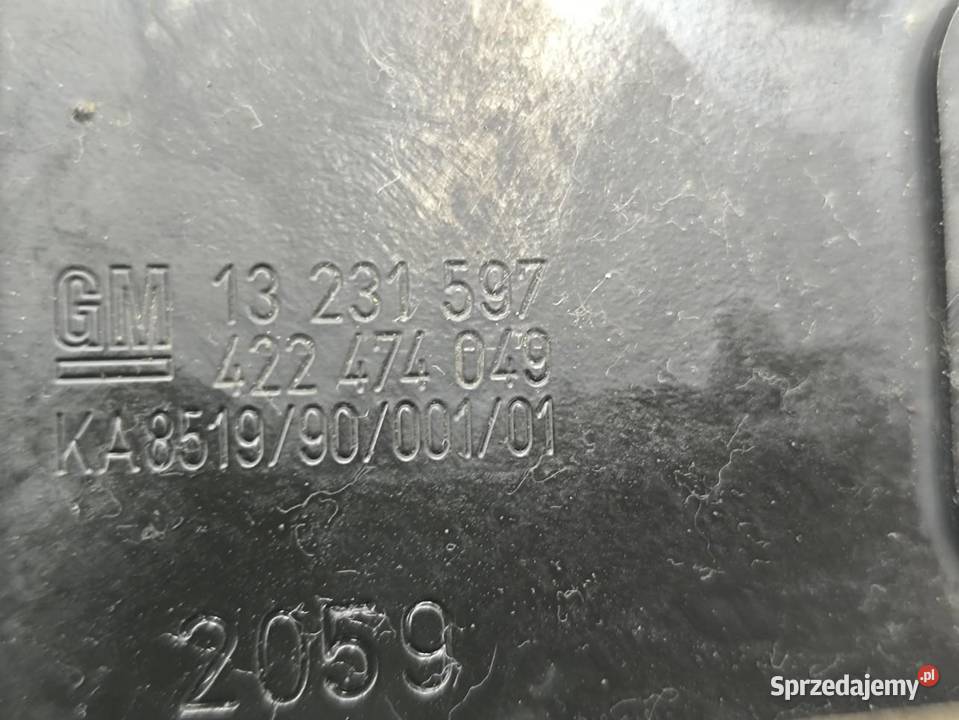 GM 13 231 597
422 474 049
KA8519/90/001/01
2059
Sprzedajemy.pl